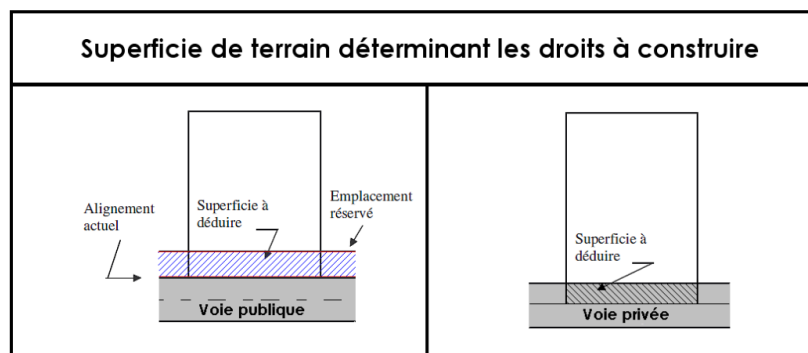 Superficie de terrain déterminant les droits à construire
Alignement
actuel
Superficie à
déduire
Emplacement
réservé
Voie publique
Superficie à
déduire
Voie privée